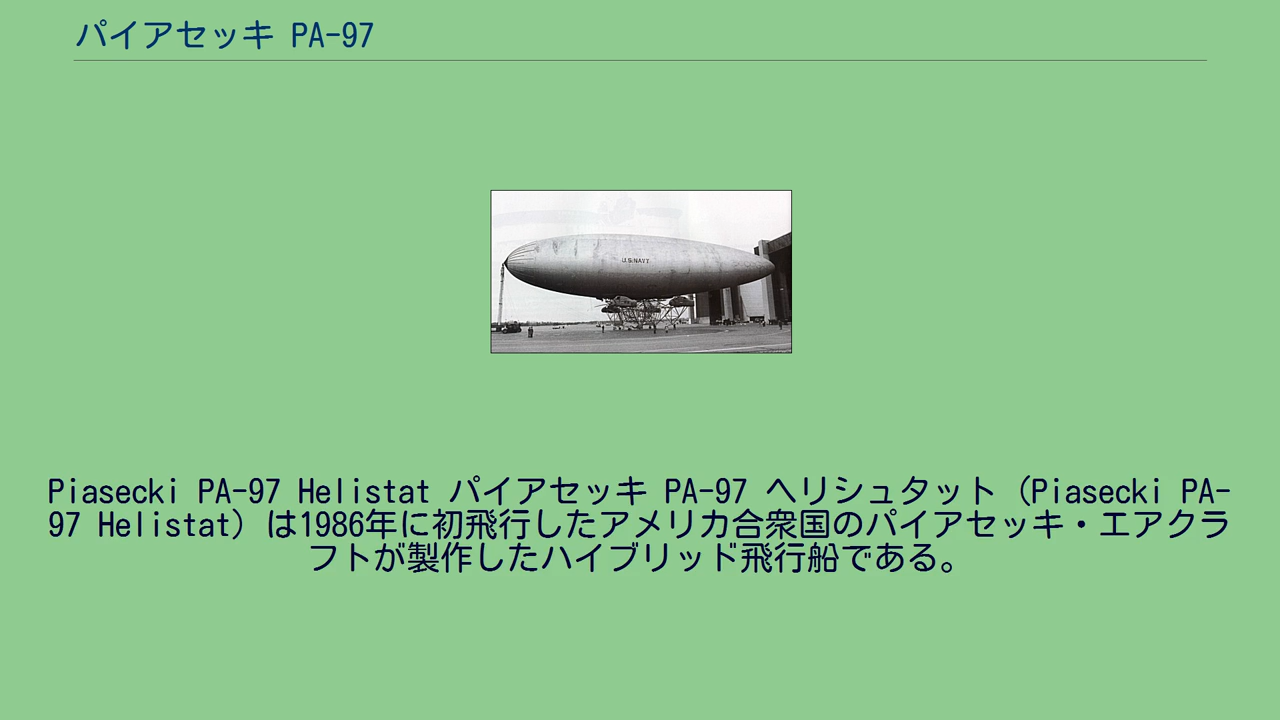 パイアセッキ PA-97
U.S.NAVY
Piasecki PA-97 Helistat パイアセッキ PA-97 ヘリシュタット（Piasecki PA-
97 Helistat）は1986年に初飛行したアメリカ合衆国のパイアセッキ・エアクラ
フトが製作したハイブリッド飛行船である。